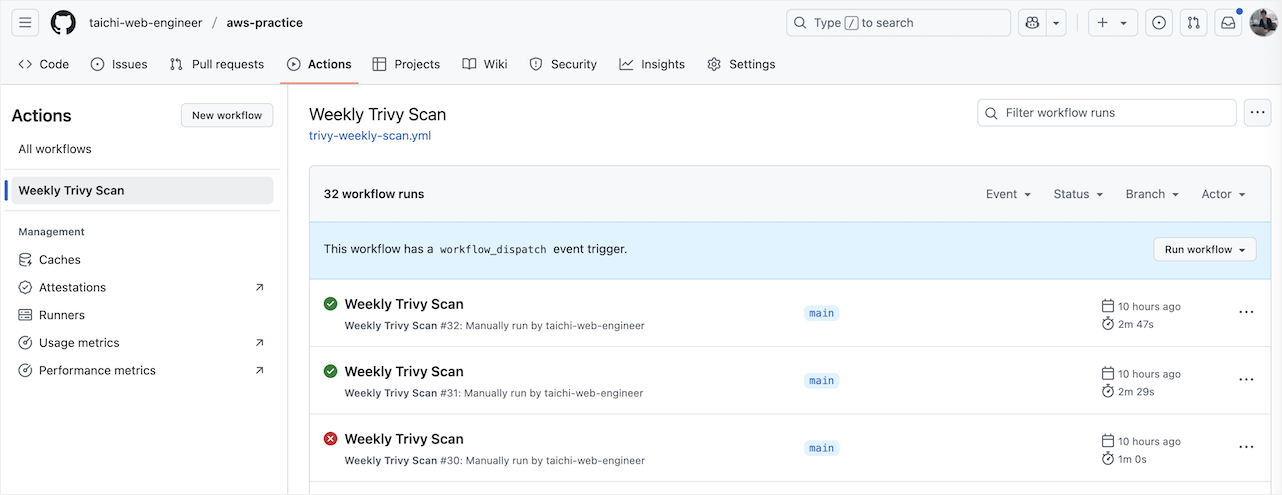 taichi-web-engineer / aws-practice
Type / to search
Code
Issues
Pull requests
Actions
Projects
Wiki
Security
Insights
Settings
Actions
New workflow
All workflows
Weekly Trivy Scan
Management
Caches
Attestations
Runners
Usage metrics
Performance metrics
Weekly Trivy Scan
trivy-weekly-scan.yml
Filter workflow runs
32 workflow runs
Event
Status
Branch
Actor
This workflow has a workflow_dispatch event trigger.
Run workflow
Weekly Trivy Scan
Weekly Trivy Scan #32: Manually run by taichi-web-engineer
main
10 hours ago
2m 47s
Weekly Trivy Scan
Weekly Trivy Scan #31: Manually run by taichi-web-engineer
main
10 hours ago
2m 29s
Weekly Trivy Scan
Weekly Trivy Scan #30: Manually run by taichi-web-engineer
main
10 hours ago
1m 0s